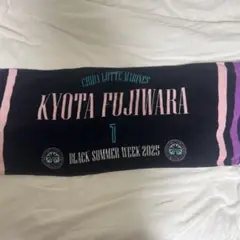 CHIBA LOTTE MARINES
KYOTA FUJIWARA
1
BLACK SUMMER WEEK 2025